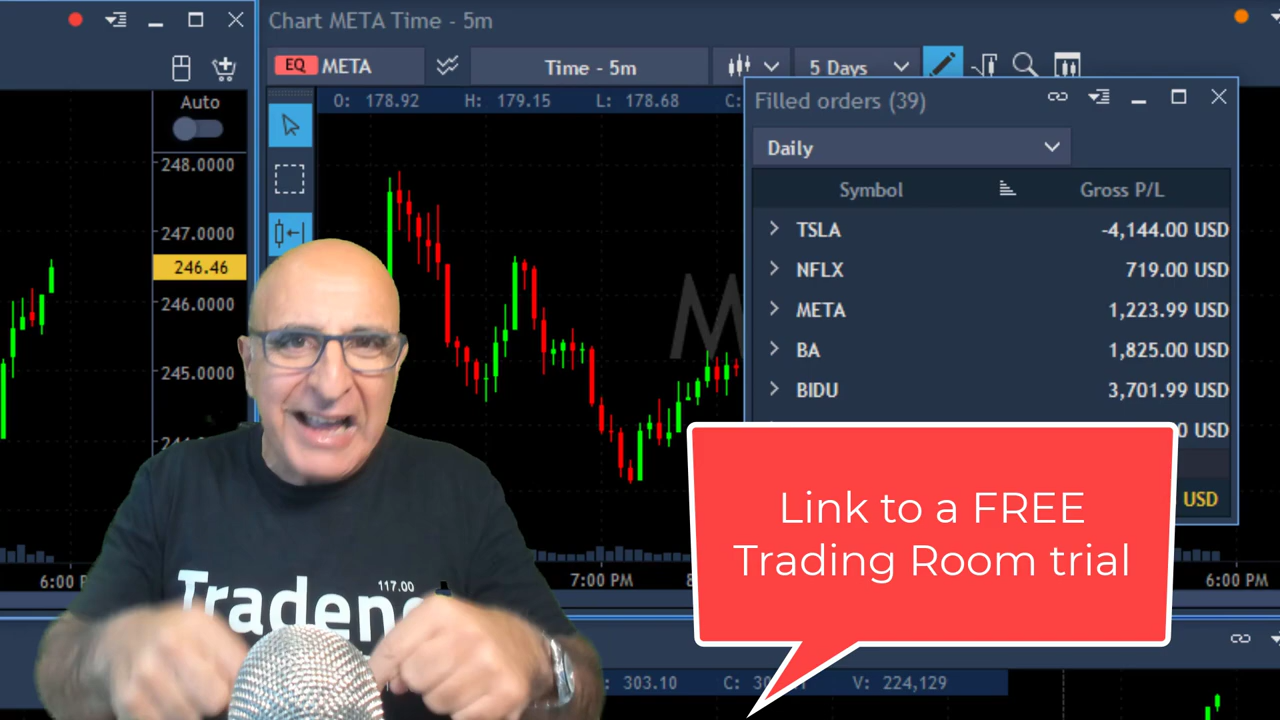 Chart META Time - 5m
EQ META
Time - 5m
5 Days
Auto
O: 178.92 H: 179.15 L: 178.68 C:
248.0000
247.0000
246.46
246.0000
245.0000
Filled orders (39)
Daily
Symbol Gross P/L
TSLA -4,144.00 USD
NFLX 719.00 USD
META 1,223.99 USD
BA 1,825.00 USD
BIDU 3,701.99 USD
0 USD
USD
Link to a FREE
Trading Room trial
117.00
Tradene
6:00 P
7:00 PM
8
6:00 PM
303.10 C:
V: 224,129